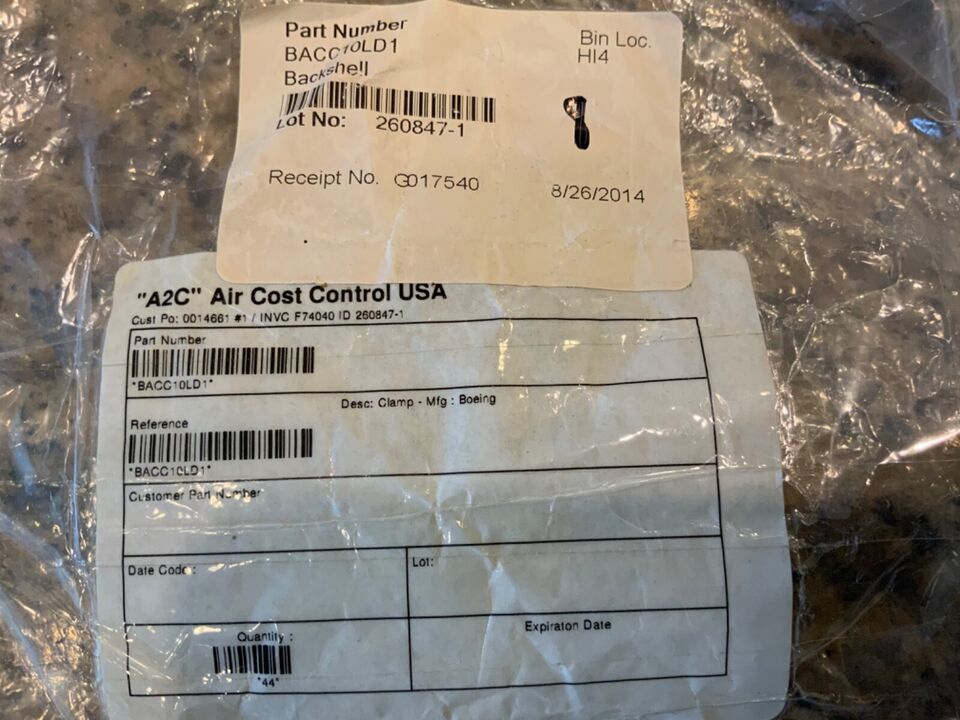 Part Number
BACC10LD1
Backshell
Lot No: 260847-1
Bin Loc.
HI4
Receipt No. G017540
8/26/2014
"A2C" Air Cost Control USA
Cust Po: 0014661 #1 / INVC F74040 ID 260847-1
Part Number
*BACC10LD1*
Desc: Clamp - Mfg : Boeing
Reference
*BACC10LD1*
Customer Part Number
Date Code :
Lot:
Quantity :
*44*
Expiraton Date